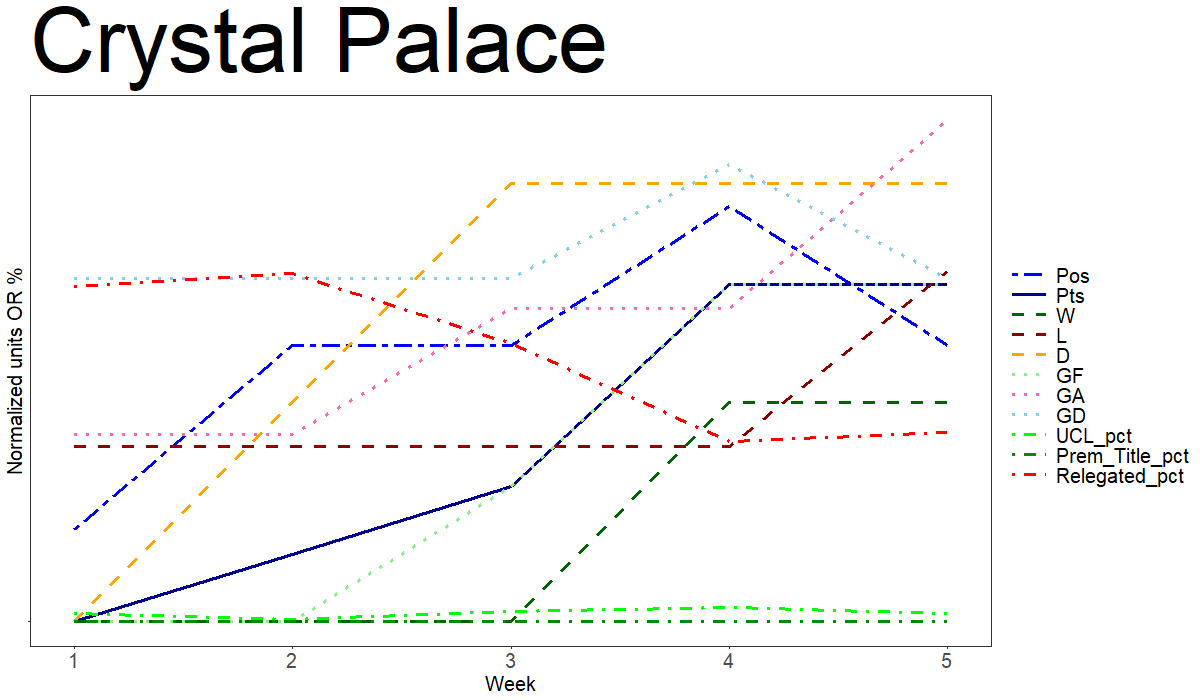 Crystal Palace
Normalized units OR %
Pos
Pts
W
L
D
GF
GA
GD
UCL_pct
Prem_Title_pct
Relegated_pct
1 2 3 4 5
Week